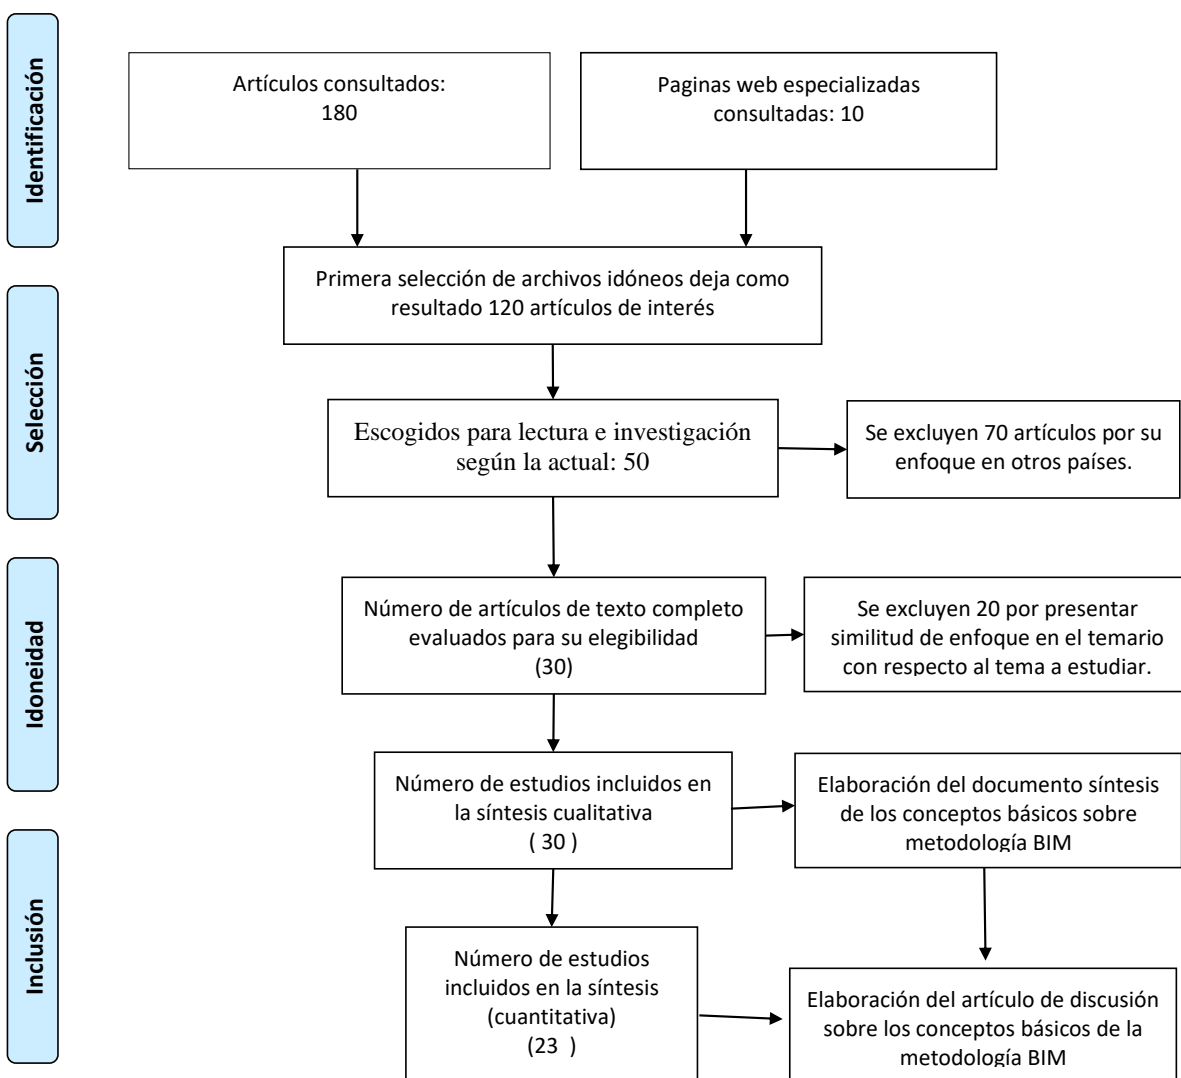 Identificación
Artículos consultados:
180
Paginas web especializadas
consultadas: 10
Primera selección de archivos idóneos deja como
resultado 120 artículos de interés
Selección
Escogidos para lectura e investigación
según la actual: 50
Se excluyen 70 artículos por su
enfoque en otros países.
Idoneidad
Número de artículos de texto completo
evaluados para su elegibilidad
(30)
Se excluyen 20 por presentar
similitud de enfoque en el temario
con respecto al tema a estudiar.
Número de estudios incluidos en
la síntesis cualitativa
( 30 )
Elaboración del documento síntesis
de los conceptos básicos sobre
metodología BIM
Inclusión
Número de estudios
incluidos en la síntesis
(cuantitativa)
(23  )
Elaboración del artículo de discusión
sobre los conceptos básicos de la
metodología BIM